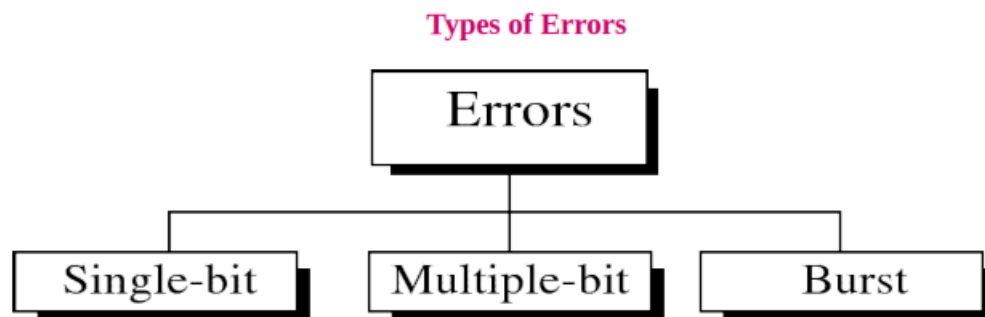 Types of Errors
Errors
Single-bit
Multiple-bit
Burst